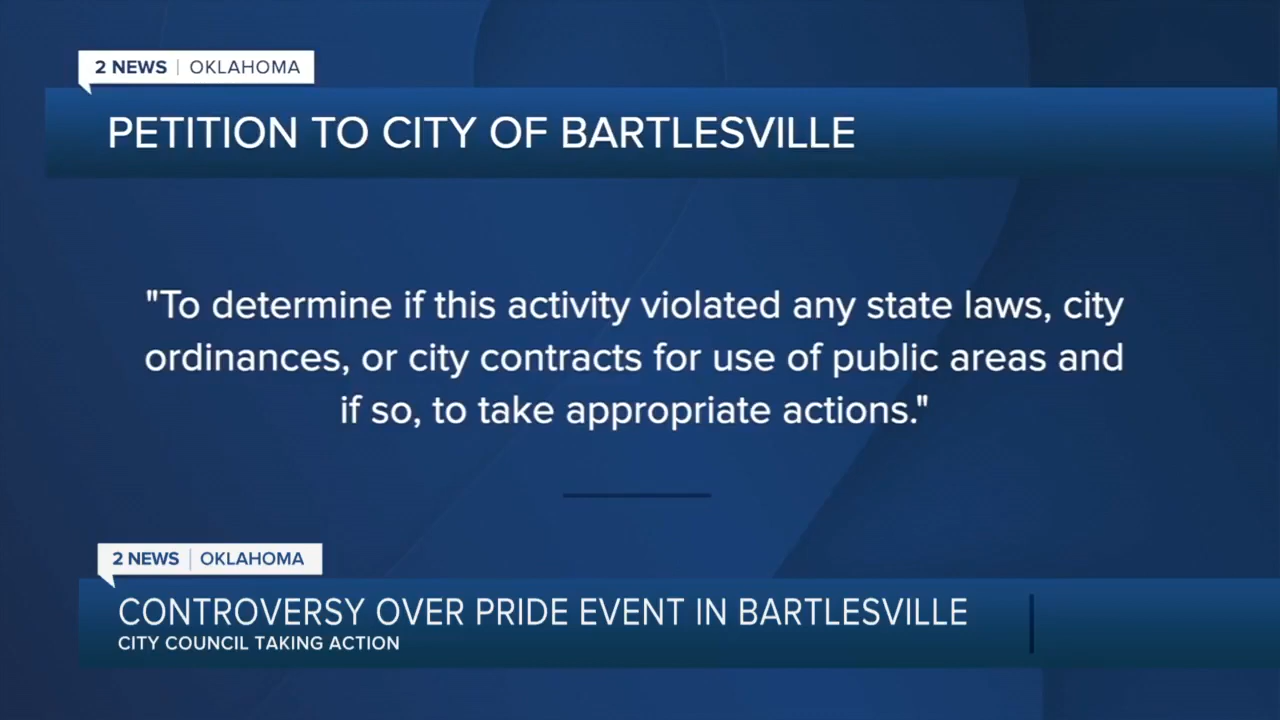 2 NEWS | OKLAHOMA
PETITION TO CITY OF BARTLESVILLE
"To determine if this activity violated any state laws, city
ordinances, or city contracts for use of public areas and
if so, to take appropriate actions."
2 NEWS | OKLAHOMA
CONTROVERSY OVER PRIDE EVENT IN BARTLESVILLE
CITY COUNCIL TAKING ACTION